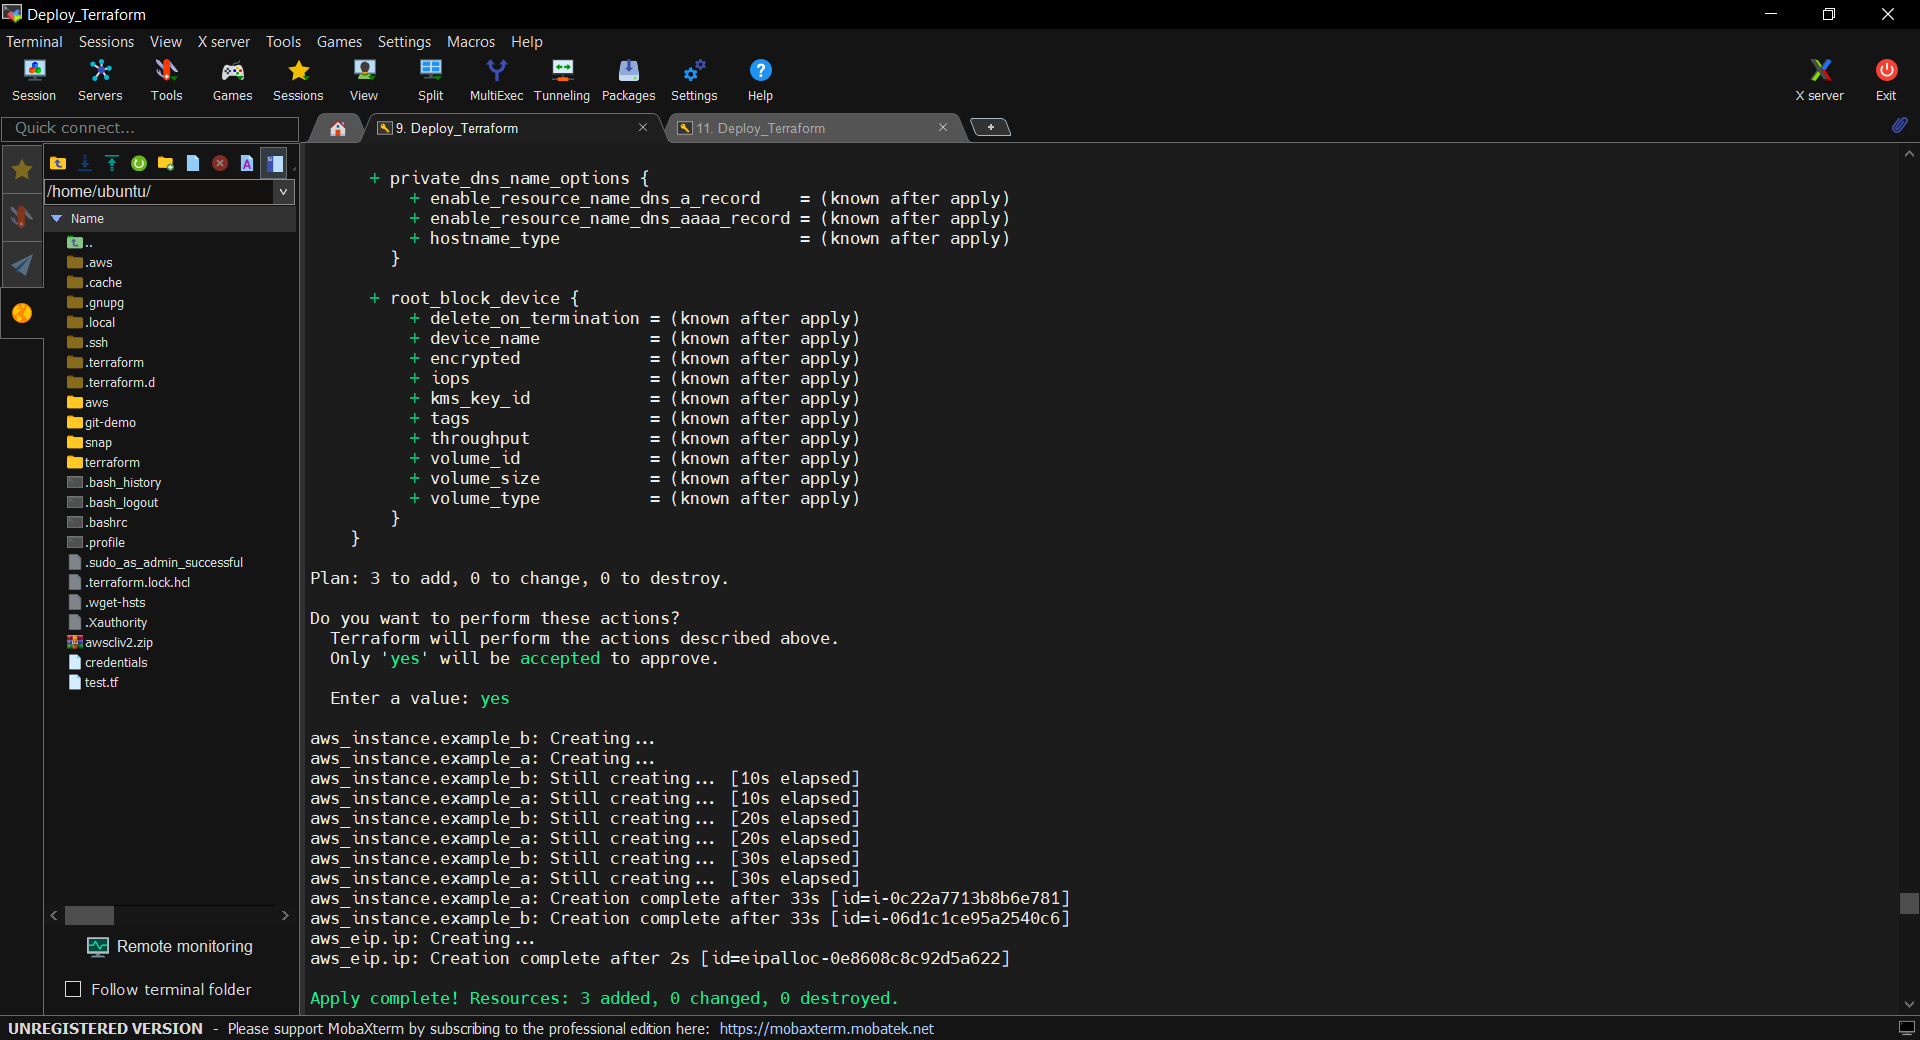 Deploy_Terraform
Terminal Sessions View X server Tools Games Settings Macros Help
Session Servers Tools Games Sessions View Split MultiExec Tunneling Packages Settings Help X server Exit
Quick connect...
9. Deploy_Terraform
11. Deploy_Terraform
/home/ubuntu/
Name
..
.aws
.cache
.gnupg
.local
.ssh
.terraform
.terraform.d
aws
git-demo
snap
terraform
.bash_history
.bash_logout
.bashrc
.profile
.sudo_as_admin_successful
.terraform.lock.hcl
.wget-hsts
.Xauthority
awscliv2.zip
credentials
test.tf
Remote monitoring
Follow terminal folder
+ private_dns_name_options {
+ enable_resource_name_dns_a_record    = (known after apply)
+ enable_resource_name_dns_aaaa_record = (known after apply)
+ hostname_type                        = (known after apply)
}
+ root_block_device {
+ delete_on_termination = (known after apply)
+ device_name           = (known after apply)
+ encrypted             = (known after apply)
+ iops                  = (known after apply)
+ kms_key_id            = (known after apply)
+ tags                  = (known after apply)
+ throughput            = (known after apply)
+ volume_id             = (known after apply)
+ volume_size           = (known after apply)
+ volume_type           = (known after apply)
}
}
Plan: 3 to add, 0 to change, 0 to destroy.
Do you want to perform these actions?
Terraform will perform the actions described above.
Only 'yes' will be accepted to approve.
Enter a value: yes
aws_instance.example_b: Creating...
aws_instance.example_a: Creating...
aws_instance.example_b: Still creating... [10s elapsed]
aws_instance.example_a: Still creating... [10s elapsed]
aws_instance.example_b: Still creating... [20s elapsed]
aws_instance.example_a: Still creating... [20s elapsed]
aws_instance.example_b: Still creating... [30s elapsed]
aws_instance.example_a: Still creating... [30s elapsed]
aws_instance.example_a: Creation complete after 33s [id=i-0c22a7713b8b6e781]
aws_instance.example_b: Creation complete after 33s [id=i-06d1c1ce95a2540c6]
aws_eip.ip: Creating...
aws_eip.ip: Creation complete after 2s [id=eipalloc-0e8608c8c92d5a622]
Apply complete! Resources: 3 added, 0 changed, 0 destroyed.
UNREGISTERED VERSION - Please support MobaXterm by subscribing to the professional edition here: https://mobaxterm.mobatek.net